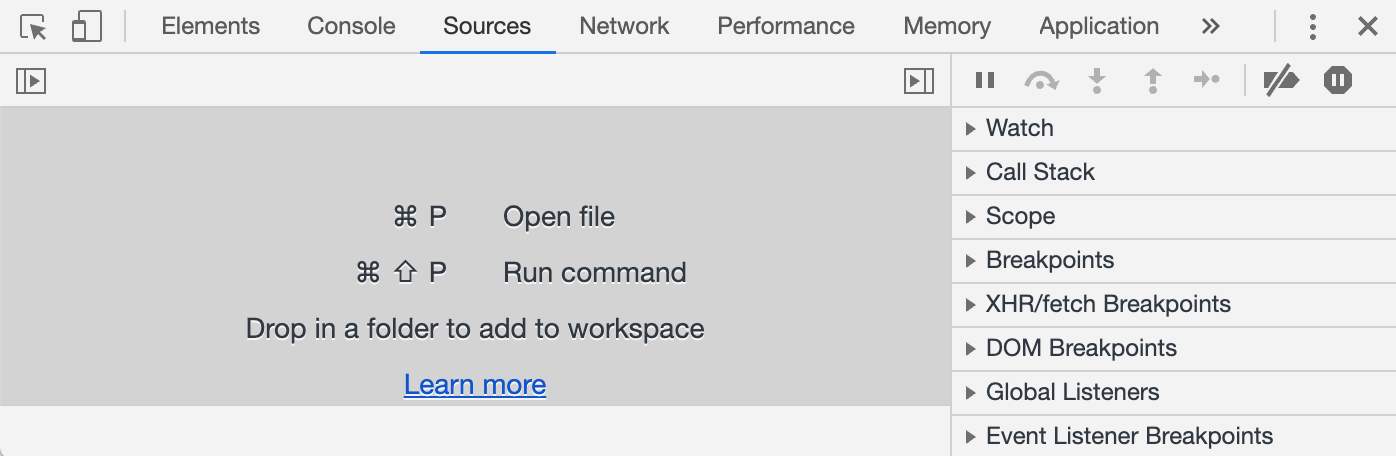 Elements Console Sources Network Performance Memory Application »
⌘ P Open file
⌘ ⇧ P Run command
Drop in a folder to add to workspace
Learn more
Watch
Call Stack
Scope
Breakpoints
XHR/fetch Breakpoints
DOM Breakpoints
Global Listeners
Event Listener Breakpoints